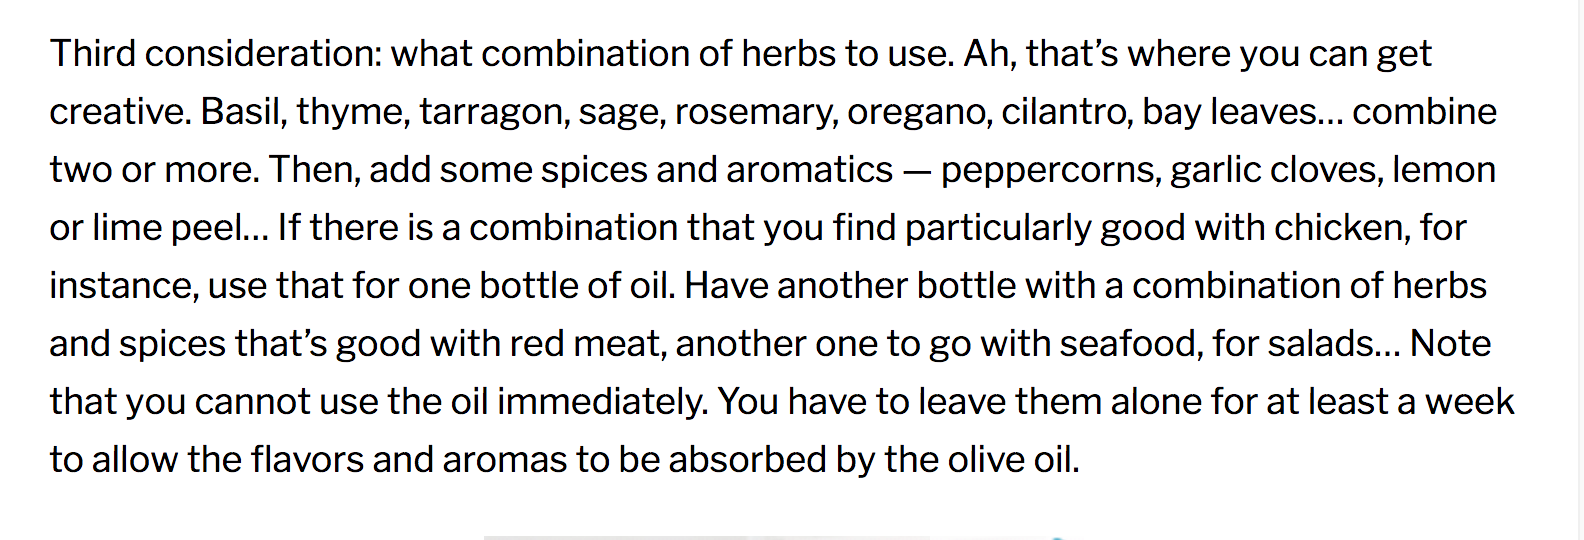 Third consideration: what combination of herbs to use. Ah, that’s where you can get
creative. Basil, thyme, tarragon, sage, rosemary, oregano, cilantro, bay leaves… combine
two or more. Then, add some spices and aromatics — peppercorns, garlic cloves, lemon
or lime peel… If there is a combination that you find particularly good with chicken, for
instance, use that for one bottle of oil. Have another bottle with a combination of herbs
and spices that’s good with red meat, another one to go with seafood, for salads… Note
that you cannot use the oil immediately. You have to leave them alone for at least a week
to allow the flavors and aromas to be absorbed by the olive oil.